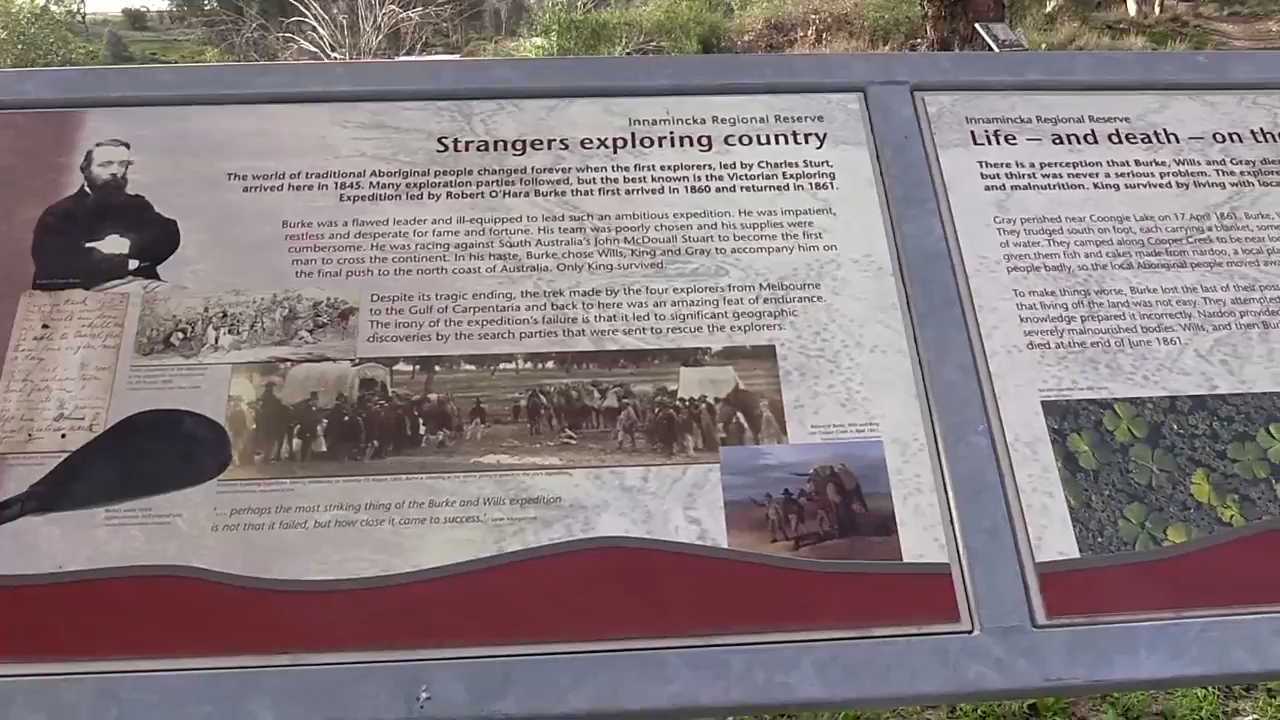 Innamincka Regional Reserve
Strangers exploring country
The world of traditional Aboriginal people changed forever when the first explorers, led by Charles Sturt,
arrived here in 1845. Many exploration parties followed, but the best known is the Victorian Exploring
Expedition led by Robert O'Hara Burke that first arrived in 1860 and returned in 1861.
Burke was a flawed leader and ill-equipped to lead such an ambitious expedition. He was impatient,
restless and desperate for fame and fortune. His team was poorly chosen and his supplies were
cumbersome. He was racing against South Australia's John McDouall Stuart to become the first
man to cross the continent. In his haste, Burke chose Wills, King and Gray to accompany him on
the final push to the north coast of Australia. Only King survived.
Despite its tragic ending, the trek made by the four explorers from Melbourne
to the Gulf of Carpentaria and back to here was an amazing feat of endurance.
The irony of the expedition's failure is that it led to significant geographic
discoveries by the search parties that were sent to rescue the explorers.
'... perhaps the most striking thing of the Burke and Wills expedition
is not that it failed, but how close it came to success.'
Innamincka Regional Reserve
Life – and death – on th
There is a perception that Burke, Wills and Gray die
but thirst was never a serious problem. The explore
and malnutrition. King survived by living with loca
Gray perished near Coongie Lake on 17 April 1861. Burke,
They trudged south on foot, each carrying a blanket, som
of water. They camped along Cooper Creek to be near lo
given them fish and cakes made from nardoo, a local pl
people badly, so the local Aboriginal people moved awa
To make things worse, Burke lost the last of their pos
that living off the land was not easy. They attempte
knowledge prepared it incorrectly. Nardoo provide
severely malnourished bodies. Wills, and then Bu
died at the end of June 1861.